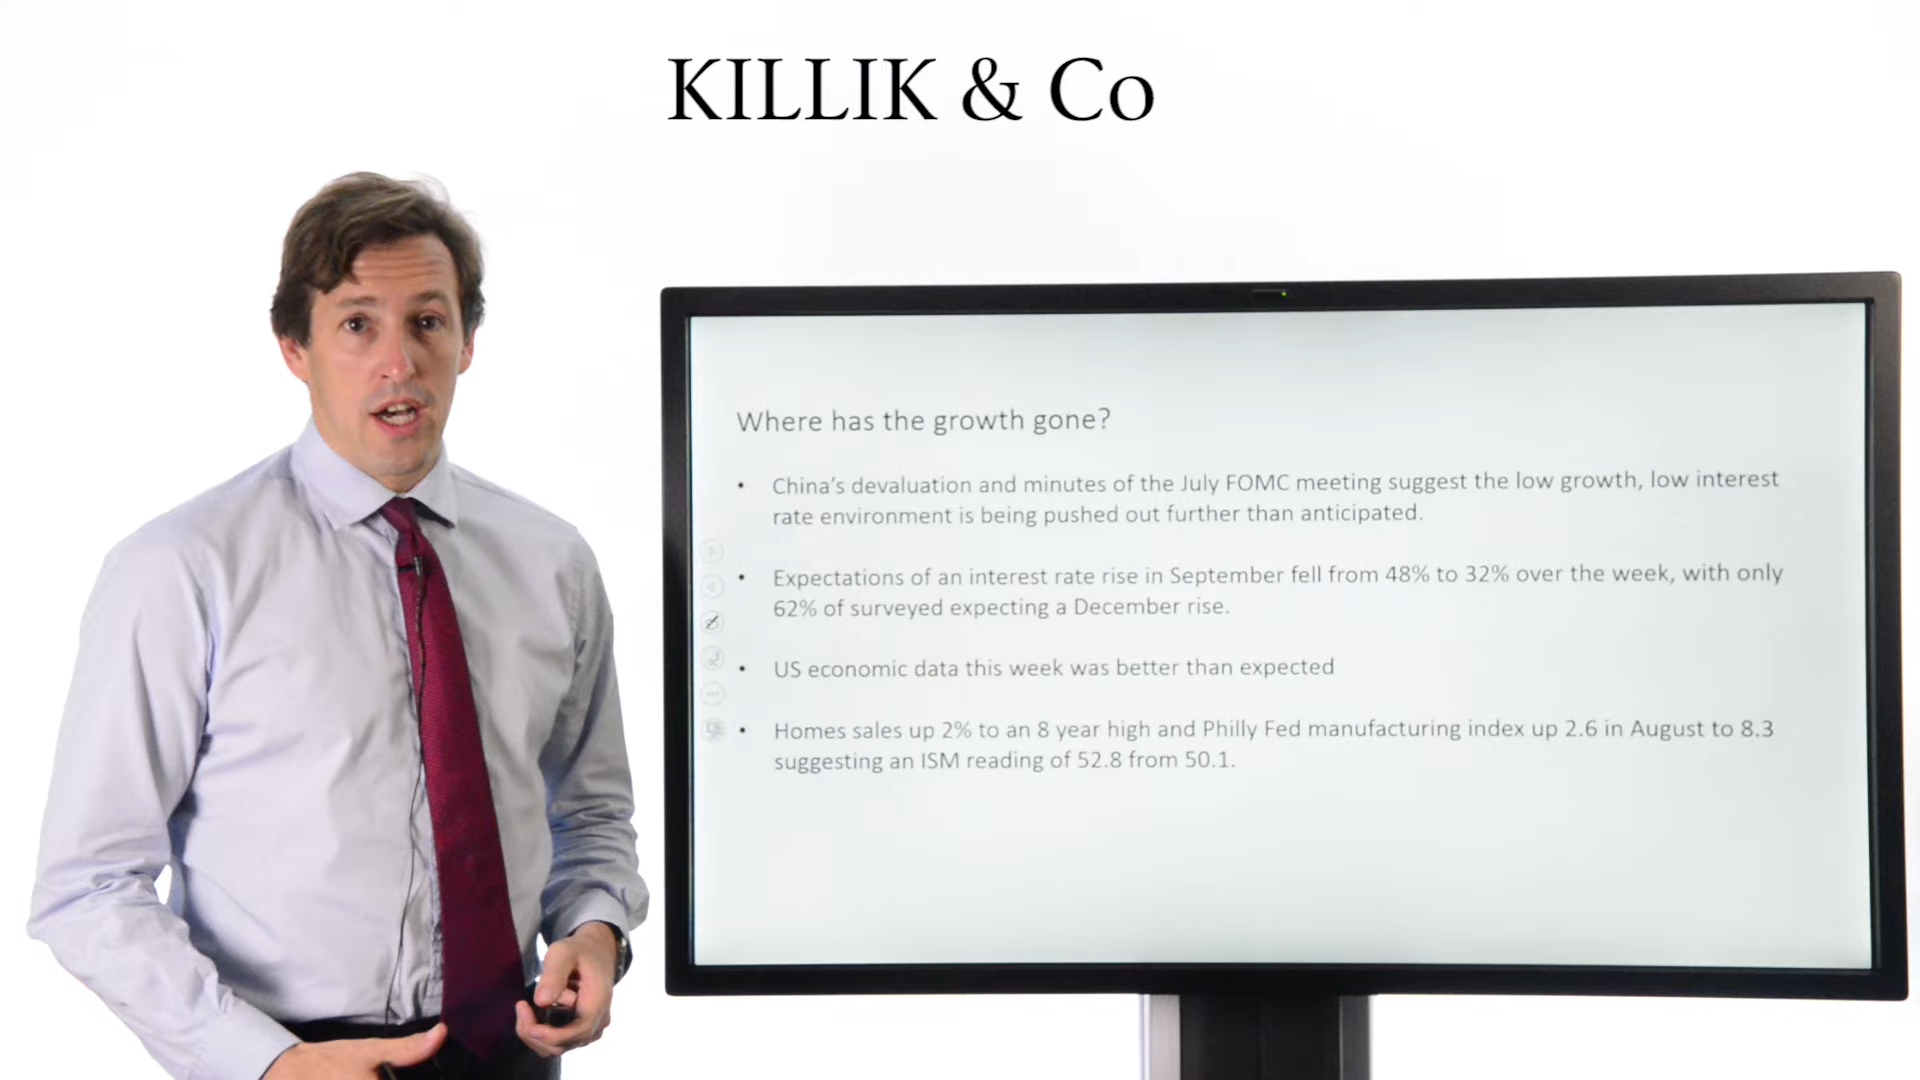 KILLIK & Co
Where has the growth gone?
• China's devaluation and minutes of the July FOMC meeting suggest the low growth, low interest
rate environment is being pushed out further than anticipated.
• Expectations of an interest rate rise in September fell from 48% to 32% over the week, with only
62% of surveyed expecting a December rise.
• US economic data this week was better than expected
• Homes sales up 2% to an 8 year high and Philly Fed manufacturing index up 2.6 in August to 8.3
suggesting an ISM reading of 52.8 from 50.1.